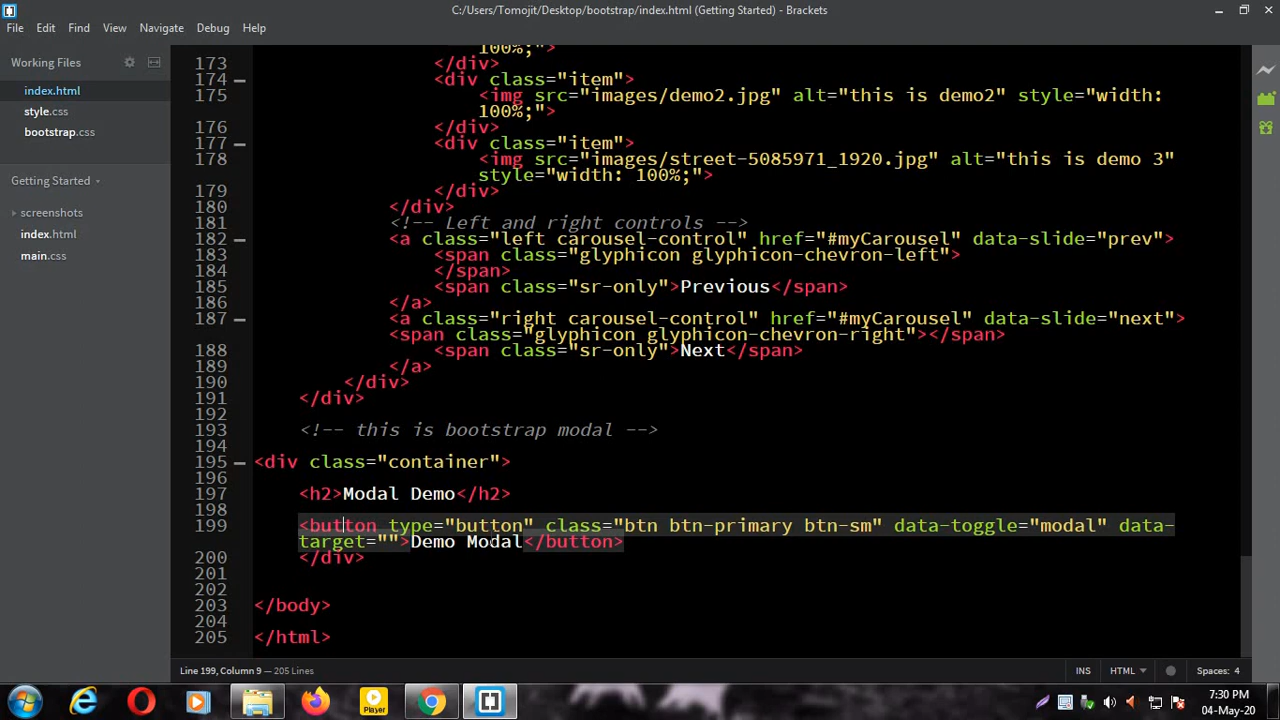 C:/Users/Tomojit/Desktop/bootstrap/index.html (Getting Started) - Brackets
File Edit Find View Navigate Debug Help
Working Files
index.html
style.css
bootstrap.css
Getting Started
screenshots
index.html
main.css
100%;">
173 </div>
174 <div class="item">
175 <img src="images/demo2.jpg" alt="this is demo2" style="width:
100%;">
176 </div>
177 <div class="item">
178 <img src="images/street-5085971_1920.jpg" alt="this is demo 3"
style="width: 100%;">
179 </div>
180 </div>
181 <!-- Left and right controls -->
182 <a class="left carousel-control" href="#myCarousel" data-slide="prev">
183 <span class="glyphicon glyphicon-chevron-left">
184 </span>
185 <span class="sr-only">Previous</span>
186 </a>
187 <a class="right carousel-control" href="#myCarousel" data-slide="next">
<span class="glyphicon glyphicon-chevron-right"></span>
188 <span class="sr-only">Next</span>
189 </a>
190 </div>
191 </div>
192
193 <!-- this is bootstrap modal -->
194
195 <div class="container">
196
197 <h2>Modal Demo</h2>
198
199 <button type="button" class="btn btn-primary btn-sm" data-toggle="modal" data-
target="">Demo Modal</button>
200 </div>
201
202
203 </body>
204
205 </html>
Line 199, Column 9 — 205 Lines
INS HTML Spaces: 4
Player
7:30 PM
04-May-20